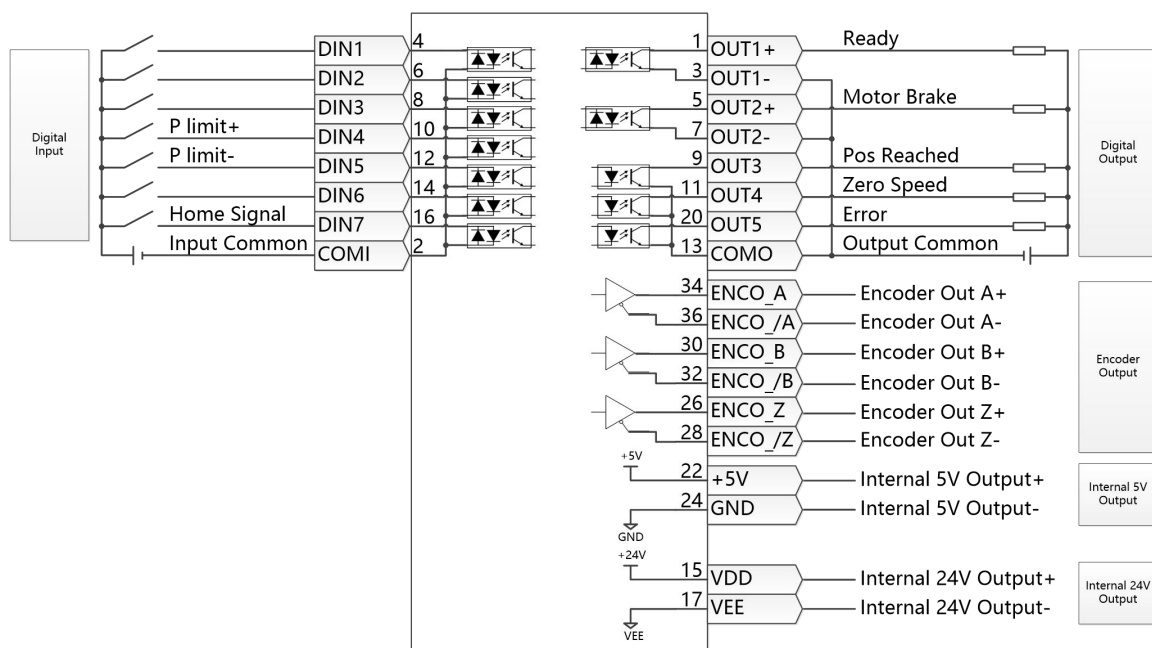 Digital
Input
P limit+
P limit-
Home Signal
Input Common
DIN1
DIN2
DIN3
DIN4
DIN5
DIN6
DIN7
COMI
4
6
8
10
12
14
16
2
1
3
5
7
9
11
20
13
OUT1+
OUT1-
OUT2+
OUT2-
OUT3
OUT4
OUT5
COMO
Ready
Motor Brake
Pos Reached
Zero Speed
Error
Output Common
Digital
Output
34
36
30
32
26
28
ENCO_A
ENCO_/A
ENCO_B
ENCO_/B
ENCO_Z
ENCO_/Z
Encoder Out A+
Encoder Out A-
Encoder Out B+
Encoder Out B-
Encoder Out Z+
Encoder Out Z-
Encoder
Output
+5V
GND
22
24
+5V
GND
Internal 5V Output+
Internal 5V Output-
Internal 5V
Output
+24V
VEE
15
17
VDD
VEE
Internal 24V Output+
Internal 24V Output-
Internal 24V
Output